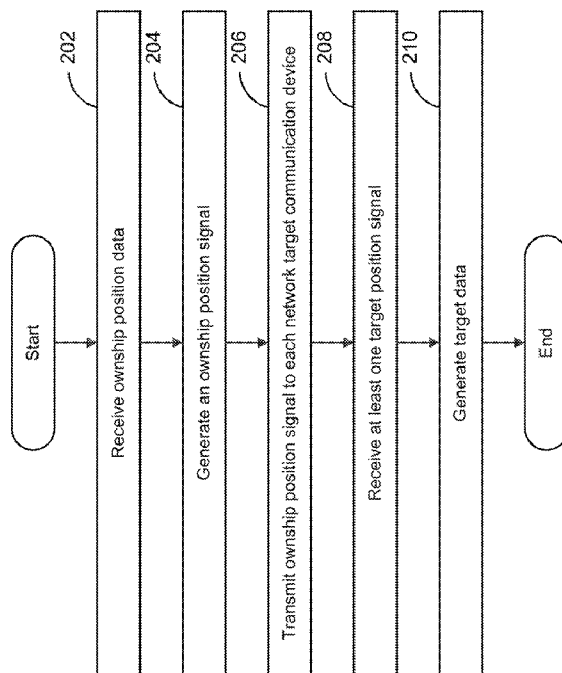 Start
202
Receive ownship position data
204
Generate an ownship position signal
206
Transmit ownship position signal to each network target communication device
208
Receive at least one target position signal
210
Generate target data
End